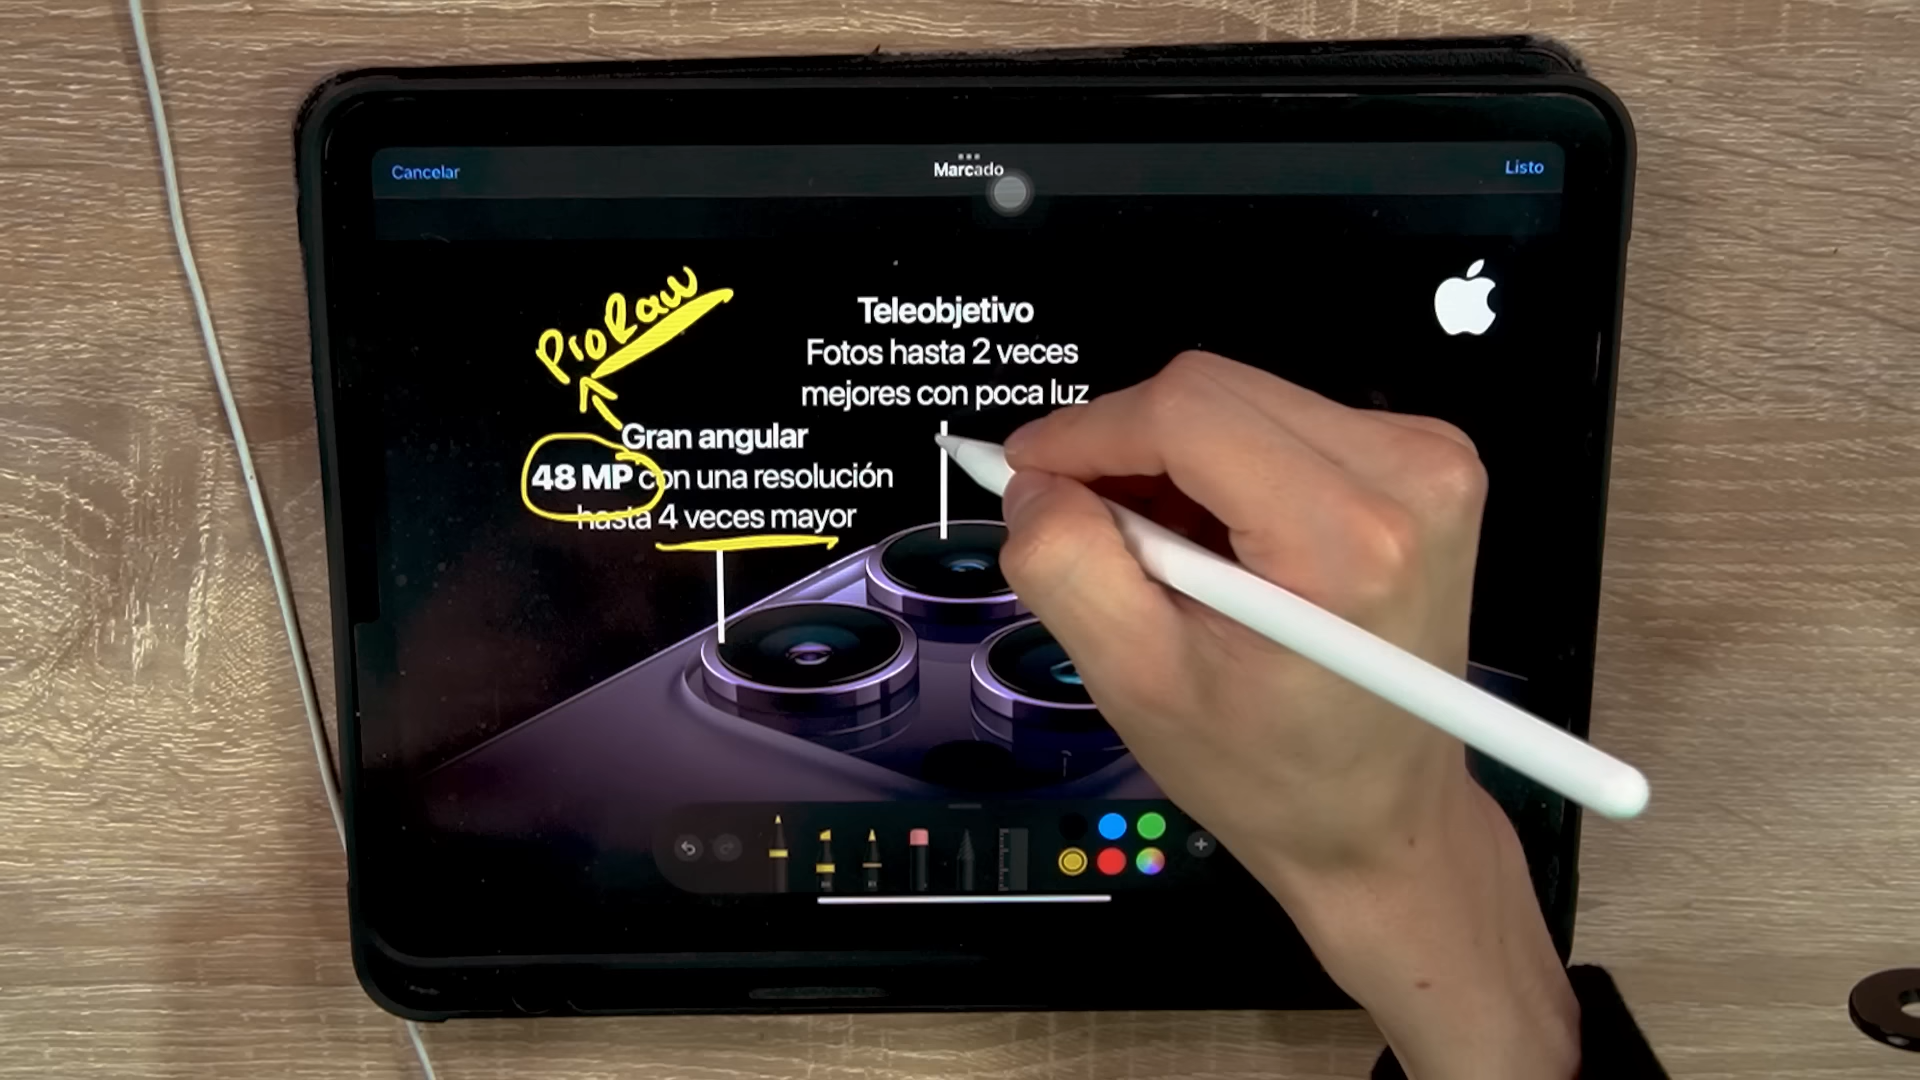 Cancelar
Marcado
Listo
ProRaw
Teleobjetivo
Fotos hasta 2 veces
mejores con poca luz
Gran angular
48 MP con una resolución
hasta 4 veces mayor